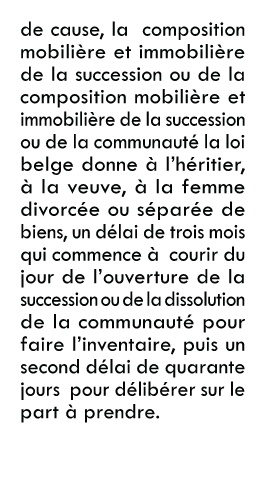 de cause, la composition
mobilière et immobilière
de la succession ou de la
composition mobilière et
immobilière de la succession
ou de la communauté la loi
belge donne à l'héritier,
à la veuve, à la femme
divorcée ou séparée de
biens, un délai de trois mois
qui commence à courir du
jour de l'ouverture de la
succession ou de la dissolution
de la communauté pour
faire l'inventaire, puis un
second délai de quarante
jours pour délibérer sur le
part à prendre.